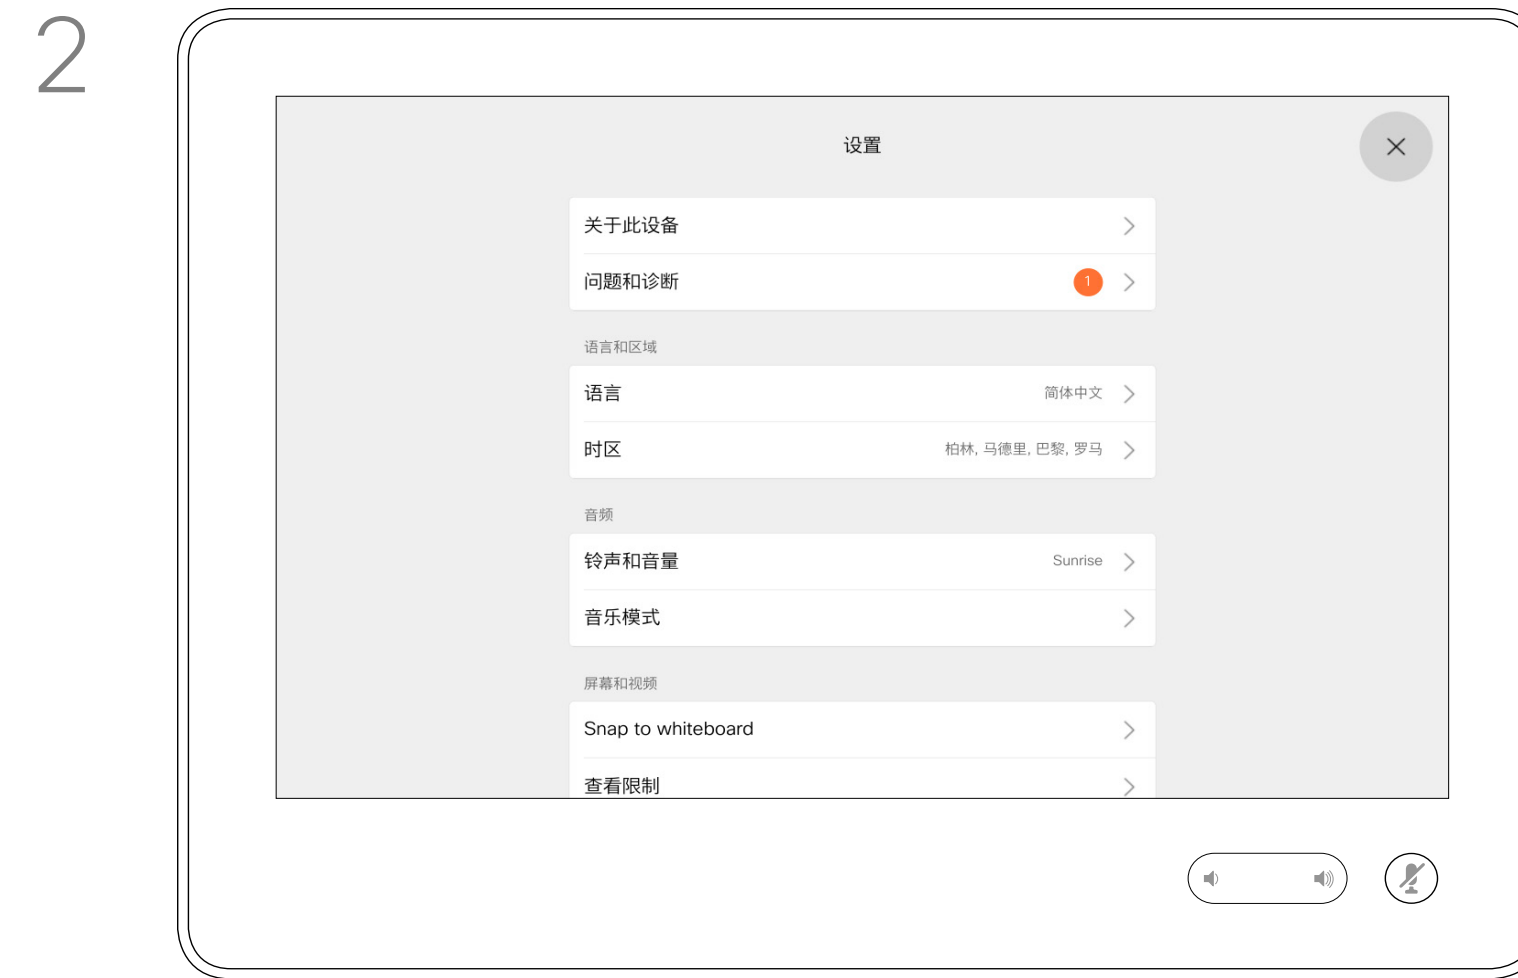 2
设置
关于此设备
问题和诊断 1
语言和区域
语言 简体中文
时区 柏林, 马德里, 巴黎, 罗马
音频
铃声和音量 Sunrise
音乐模式
屏幕和视频
Snap to whiteboard
查看限制